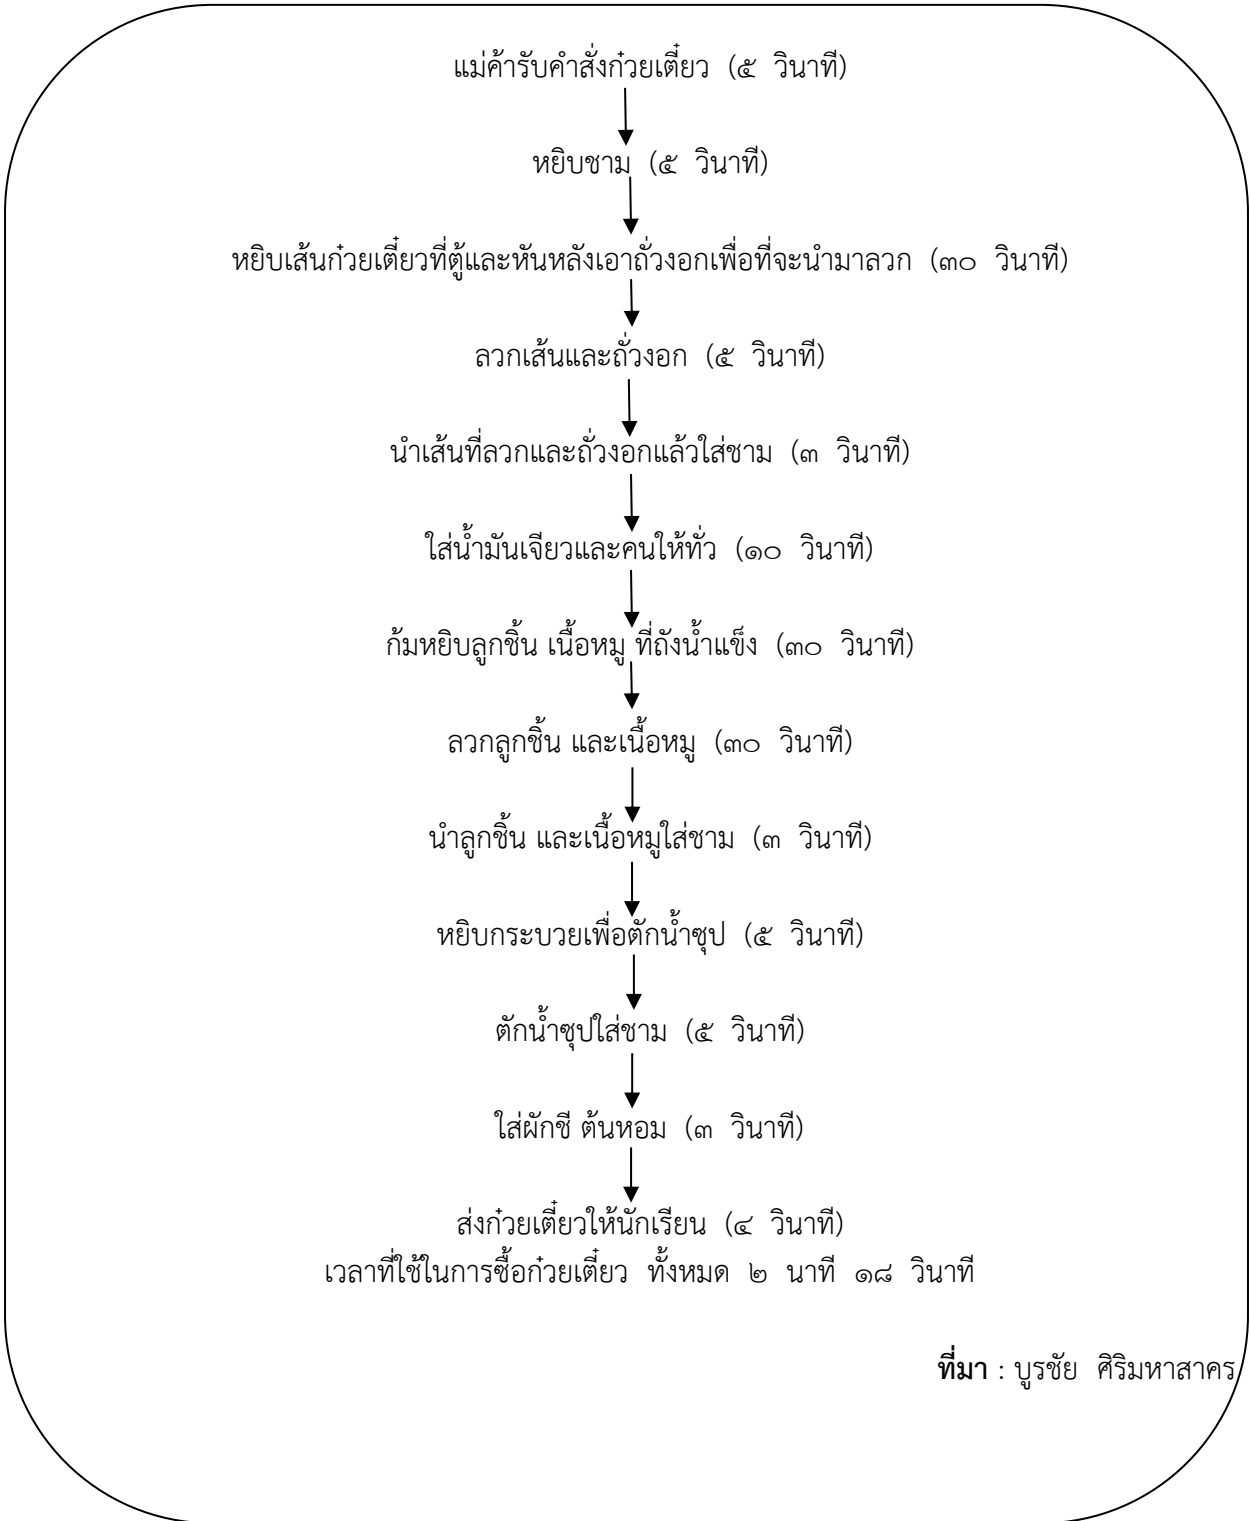 แม่ค้ารับคำสั่งก๋วยเตี๋ยว (๕ วินาที)
หยิบชาม (๕ วินาที)
หยิบเส้นก๋วยเตี๋ยวที่ตู้และหันหลังเอาถั่วงอกเพื่อที่จะนำมาลวก (๓๐ วินาที)
ลวกเส้นและถั่วงอก (๕ วินาที)
นำเส้นที่ลวกและถั่วงอกแล้วใส่ชาม (๓ วินาที)
ใส่น้ำมันเจียวและคนให้ทั่ว (๑๐ วินาที)
ก้มหยิบลูกชิ้น เนื้อหมู ที่ถังน้ำแข็ง (๓๐ วินาที)
ลวกลูกชิ้น และเนื้อหมู (๓๐ วินาที)
นำลูกชิ้น และเนื้อหมูใส่ชาม (๓ วินาที)
หยิบกระบวยเพื่อตักน้ำซุป (๕ วินาที)
ตักน้ำซุปใส่ชาม (๕ วินาที)
ใส่ผักชี ต้นหอม (๓ วินาที)
ส่งก๋วยเตี๋ยวให้นักเรียน (๔ วินาที)
เวลาที่ใช้ในการซื้อก๋วยเตี๋ยว ทั้งหมด ๒ นาที ๑๘ วินาที
ที่มา : บูรชัย ศิริมหาสาคร